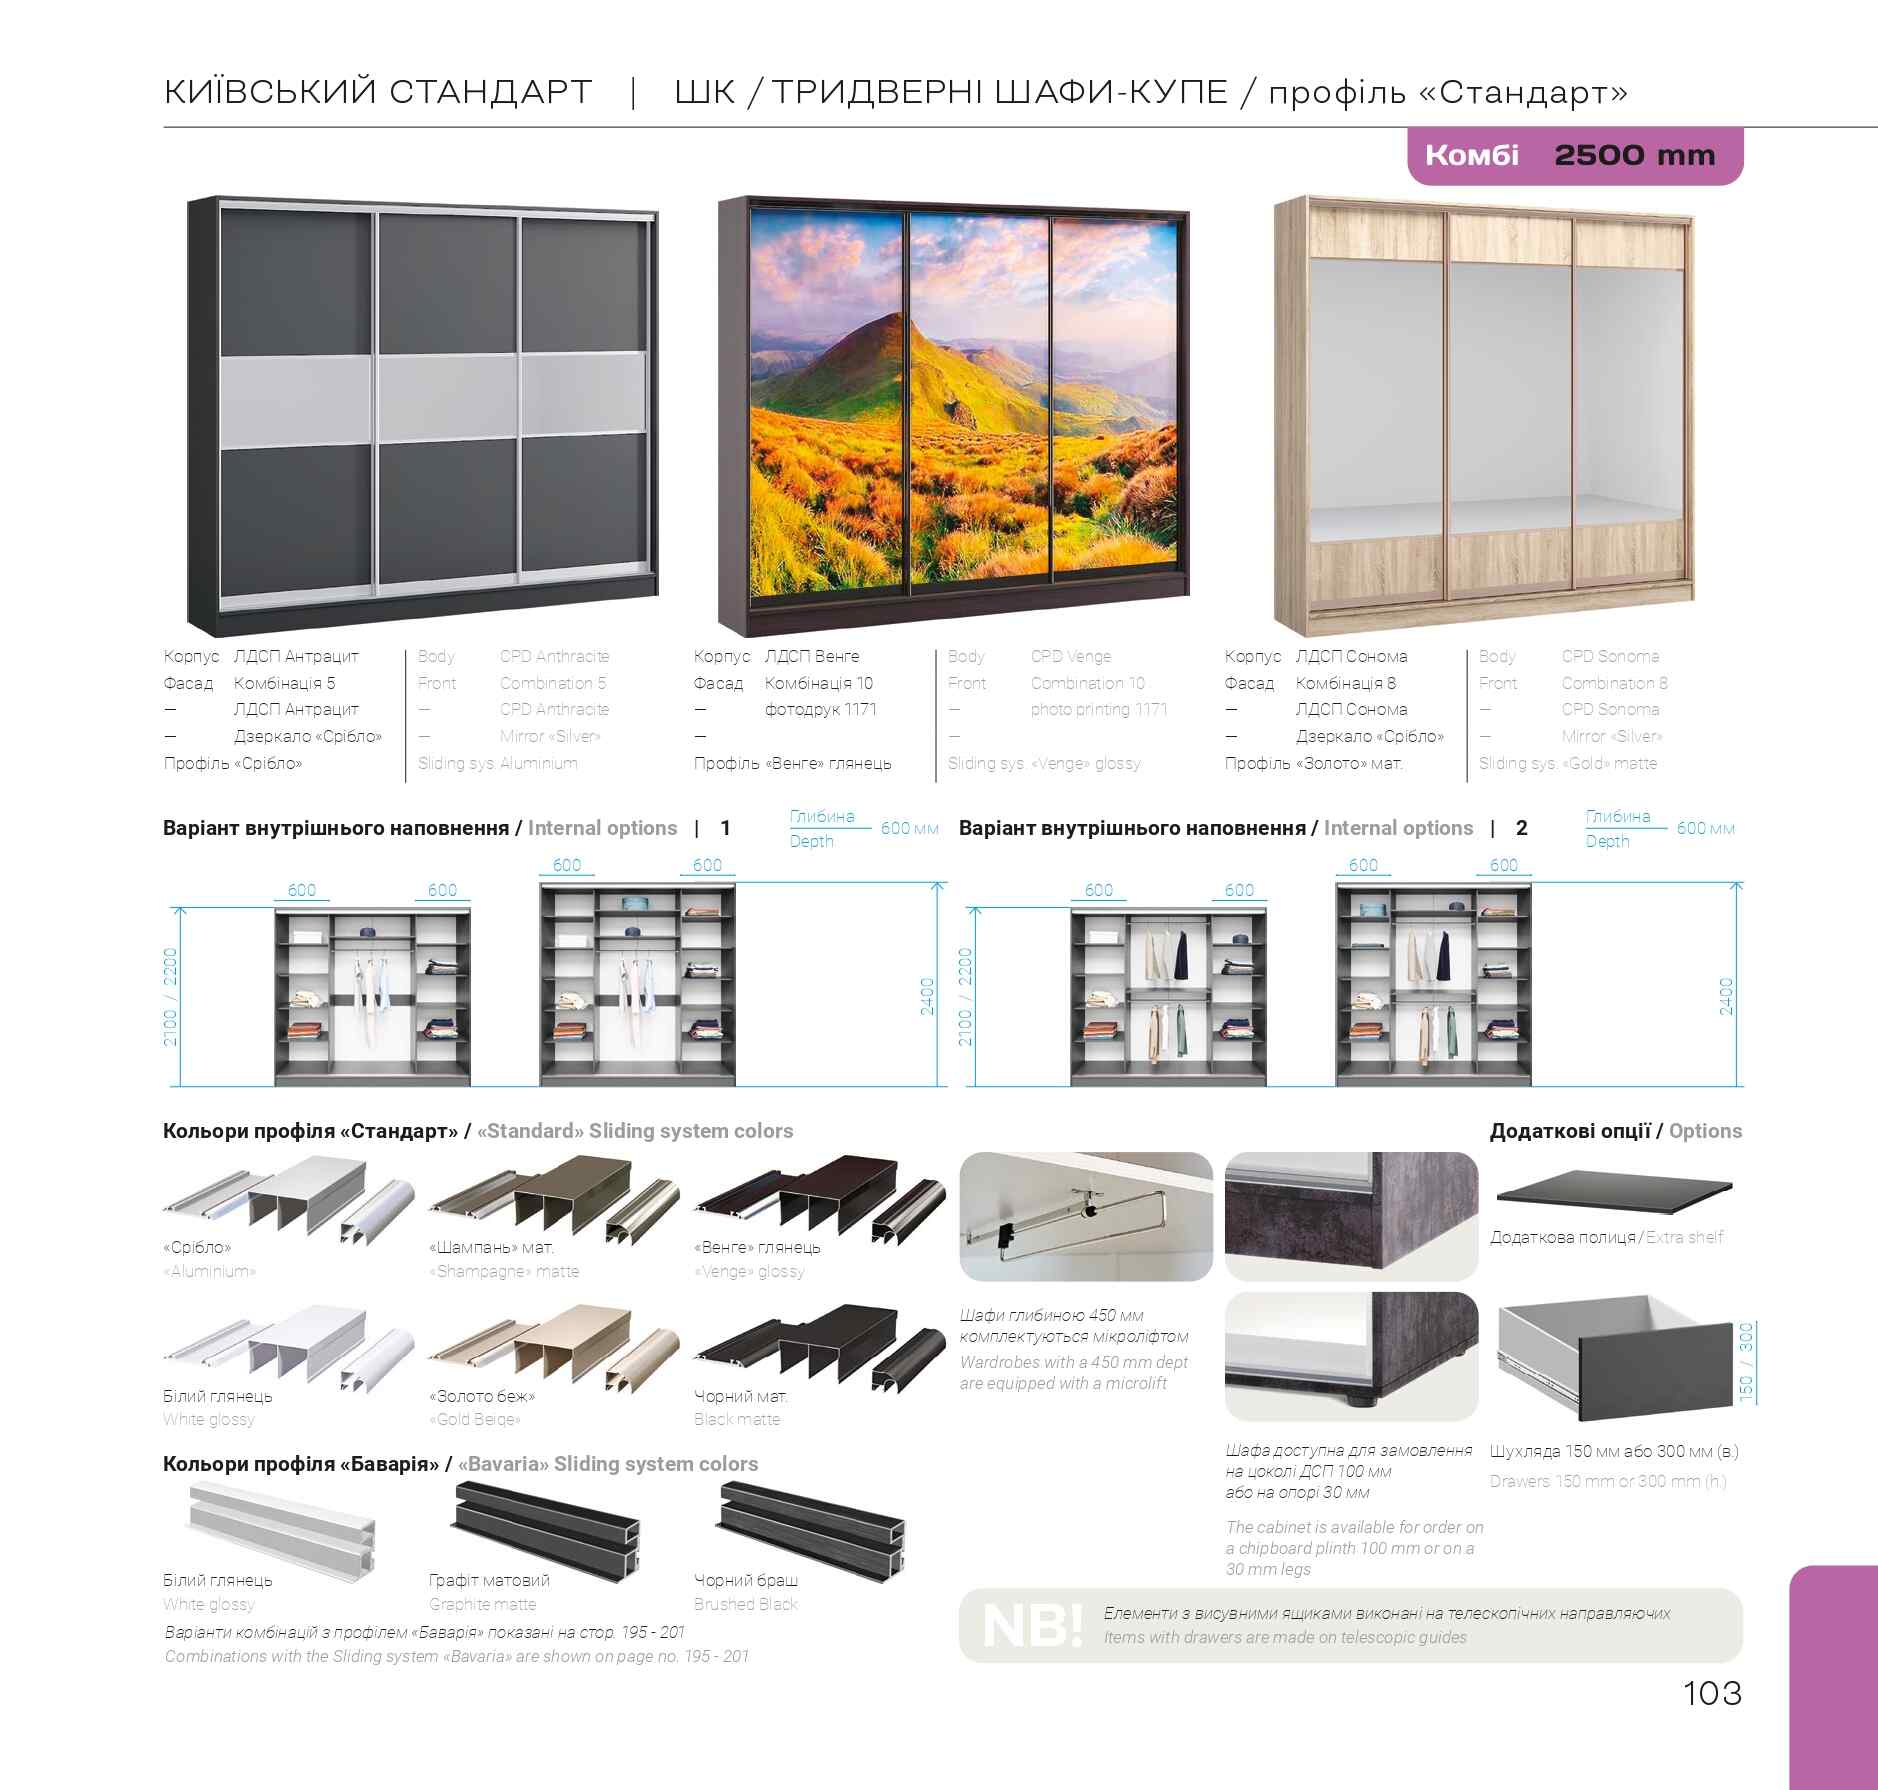 КИЇВСЬКИЙ СТАНДАРТ | ШК / ТРИДВЕРНІ ШАФИ-КУПЕ / профіль «Стандарт»
Комбі 2500 mm
Корпус ЛДСП Антрацит
Фасад Комбінація 5
— ЛДСП Антрацит
— Дзеркало «Срібло»
Профіль «Срібло»
Body CPD Anthracite
Front Combination 5
— CPD Anthracite
— Mirror «Silver»
Sliding sys. Aluminium
Корпус ЛДСП Венге
Фасад Комбінація 10
— фотодрук 1171
—
Профіль «Венге» глянець
Body CPD Venge
Front Combination 10
— photo printing 1171
—
Sliding sys. «Venge» glossy
Корпус ЛДСП Сонома
Фасад Комбінація 8
— ЛДСП Сонома
— Дзеркало «Срібло»
Профіль «Золото» мат.
Body CPD Sonoma
Front Combination 8
— CPD Sonoma
— Mirror «Silver»
Sliding sys. «Gold» matte
Варіант внутрішнього наповнення / Internal options | 1
Глибина
Depth
600 мм
600 600
600 600
2100 / 2200
2400
Варіант внутрішнього наповнення / Internal options | 2
Глибина
Depth
600 мм
600 600
600 600
2100 / 2200
2400
Кольори профіля «Стандарт» / «Standard» Sliding system colors
«Срібло»
«Aluminium»
«Шампань» мат.
«Shampagne» matte
«Венге» глянець
«Venge» glossy
Білий глянець
White glossy
«Золото беж»
«Gold Beige»
Чорний мат.
Black matte
Кольори профіля «Баварія» / «Bavaria» Sliding system colors
Білий глянець
White glossy
Графіт матовий
Graphite matte
Чорний браш
Brushed Black
Варіанти комбінацій з профілем «Баварія» показані на стор. 195 - 201
Combinations with the Sliding system «Bavaria» are shown on page no. 195 - 201
Шафи глибиною 450 мм
комплектуються мікроліфтом
Wardrobes with a 450 mm dept
are equipped with a microlift
Шафа доступна для замовлення
на цоколі ДСП 100 мм
або на опорі 30 мм
The cabinet is available for order on
a chipboard plinth 100 mm or on a
30 mm legs
Додаткові опції / Options
Додаткова полиця / Extra shelf
150 / 300
Шухляда 150 мм або 300 мм (в.)
Drawers 150 mm or 300 mm (h.)
NB!
Елементи з висувними ящиками виконані на телескопічних направляючих
Items with drawers are made on telescopic guides
103